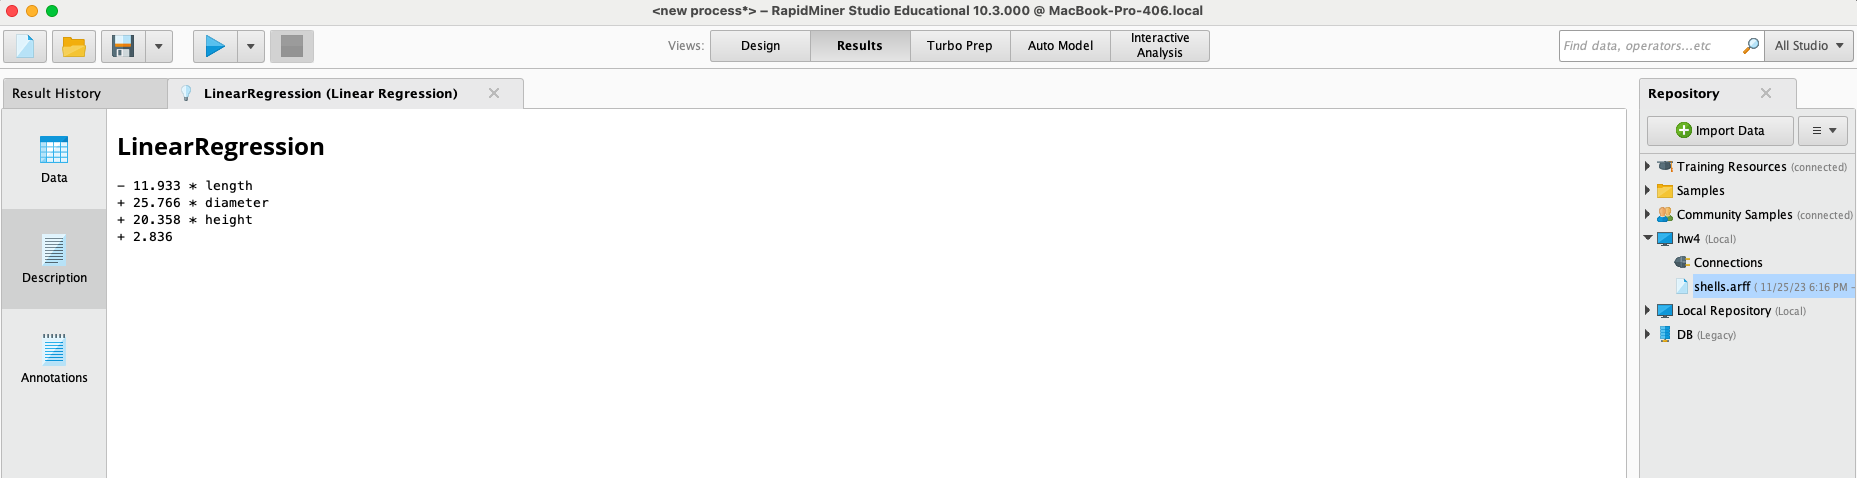 <new process*> – RapidMiner Studio Educational 10.3.000 @ MacBook-Pro-406.local
Views:
Design
Results
Turbo Prep
Auto Model
Interactive
Analysis
Find data, operators...etc
All Studio
Result History
LinearRegression (Linear Regression)
Repository
Import Data
Data
Description
Annotations
LinearRegression
- 11.933 * length
+ 25.766 * diameter
+ 20.358 * height
+ 2.836
Training Resources (connected)
Samples
Community Samples (connected)
hw4 (Local)
Connections
shells.arff ( 11/25/23 6:16 PM –
Local Repository (Local)
DB (Legacy)